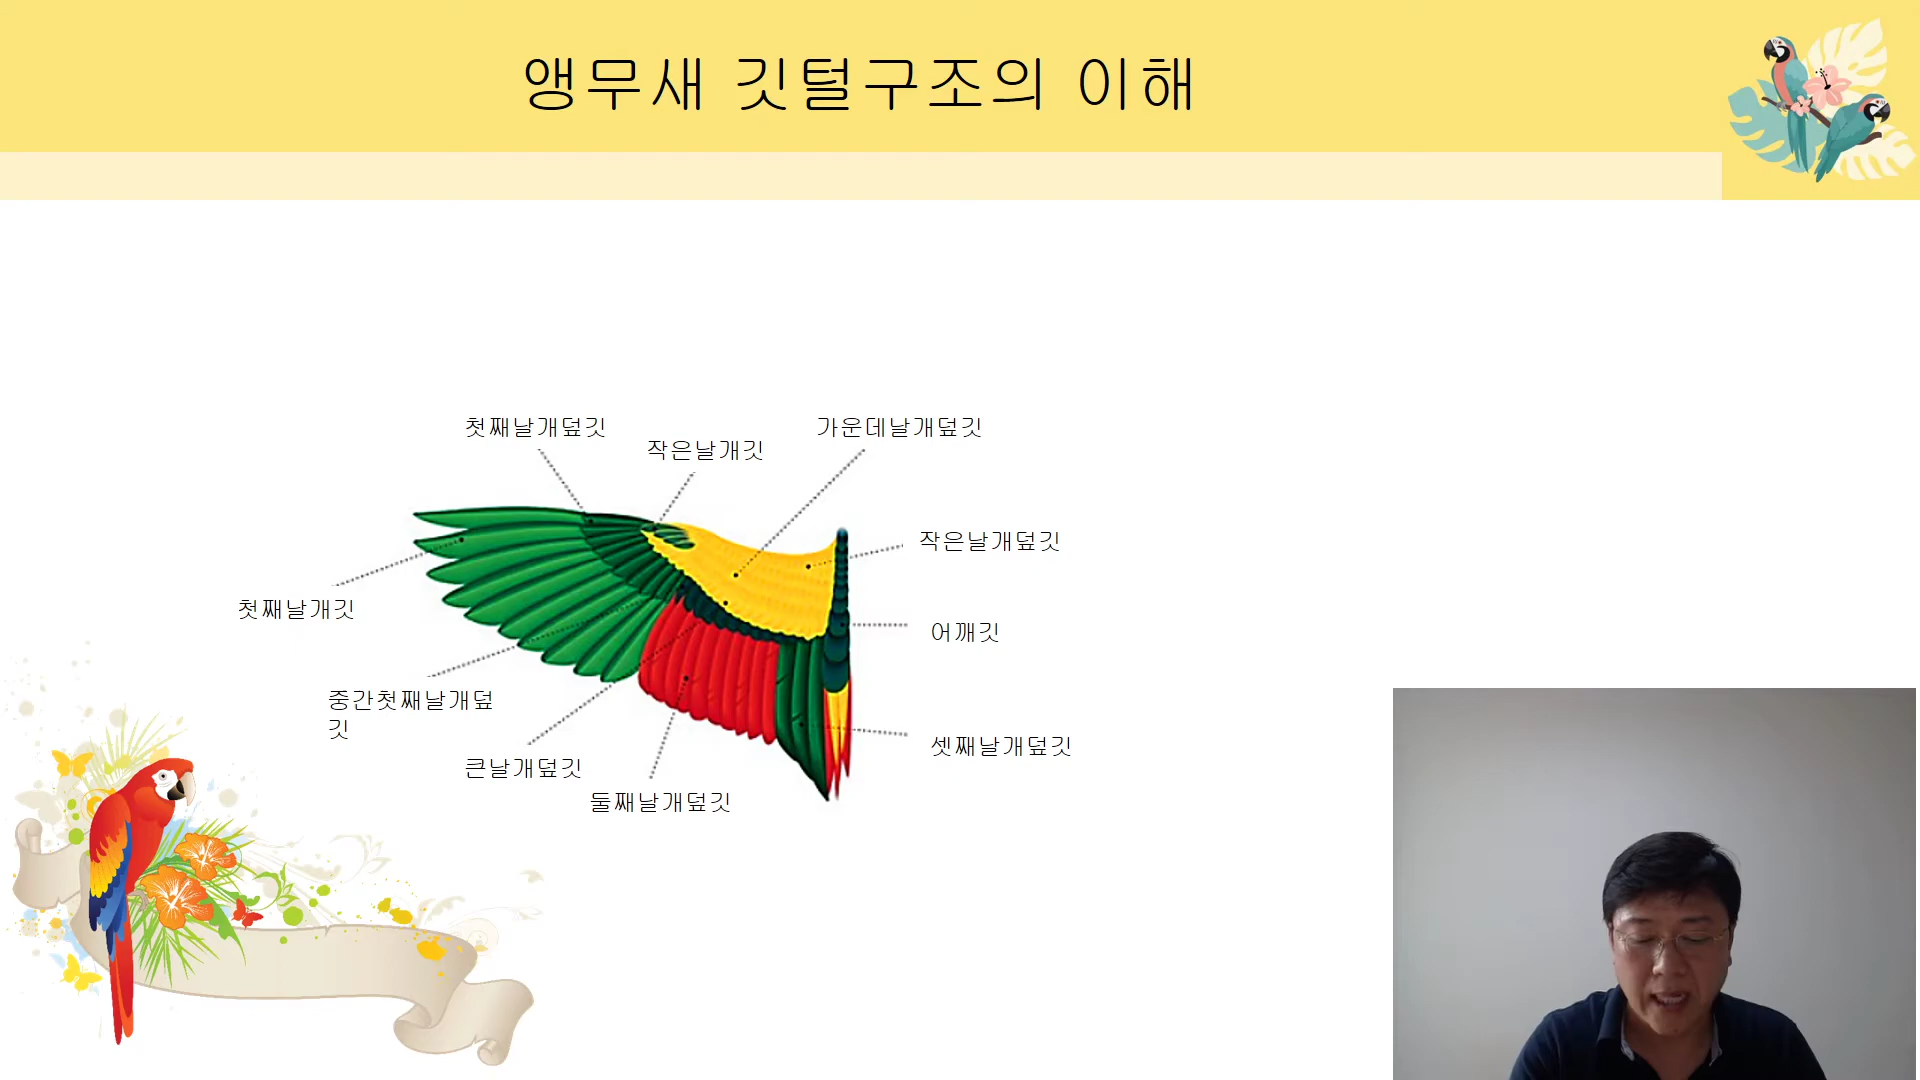 앵무새 깃털구조의 이해
첫째날개덮깃
작은날개깃
가운데날개덮깃
작은날개덮깃
첫째날개깃
어깨깃
중간첫째날개덮
깃
셋째날개덮깃
큰날개덮깃
둘째날개덮깃